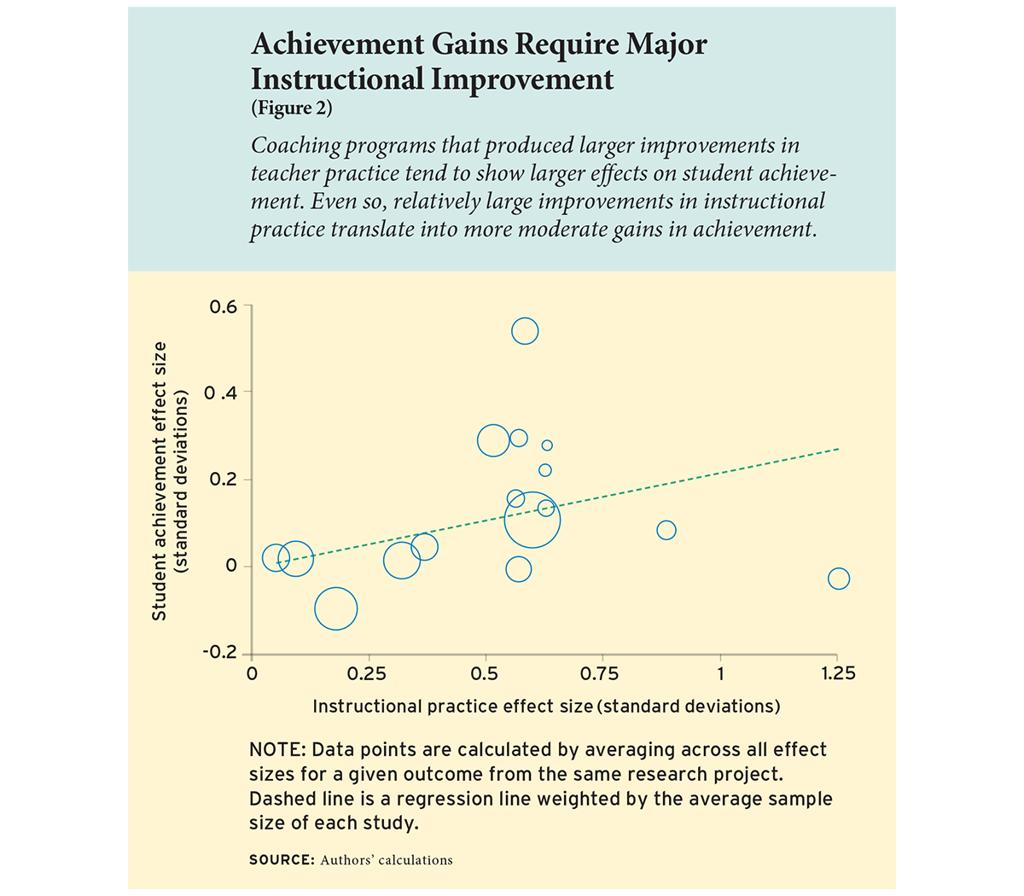 Achievement Gains Require Major
Instructional Improvement
(Figure 2)
Coaching programs that produced larger improvements in
teacher practice tend to show larger effects on student achieve-
ment. Even so, relatively large improvements in instructional
practice translate into more moderate gains in achievement.
Student achievement effect size
(standard deviations)
0.6
0 .4
0.2
0
-0.2
0
0.25
0.5
0.75
1
1.25
Instructional practice effect size (standard deviations)
NOTE: Data points are calculated by averaging across all effect
sizes for a given outcome from the same research project.
Dashed line is a regression line weighted by the average sample
size of each study.
SOURCE: Authors' calculations